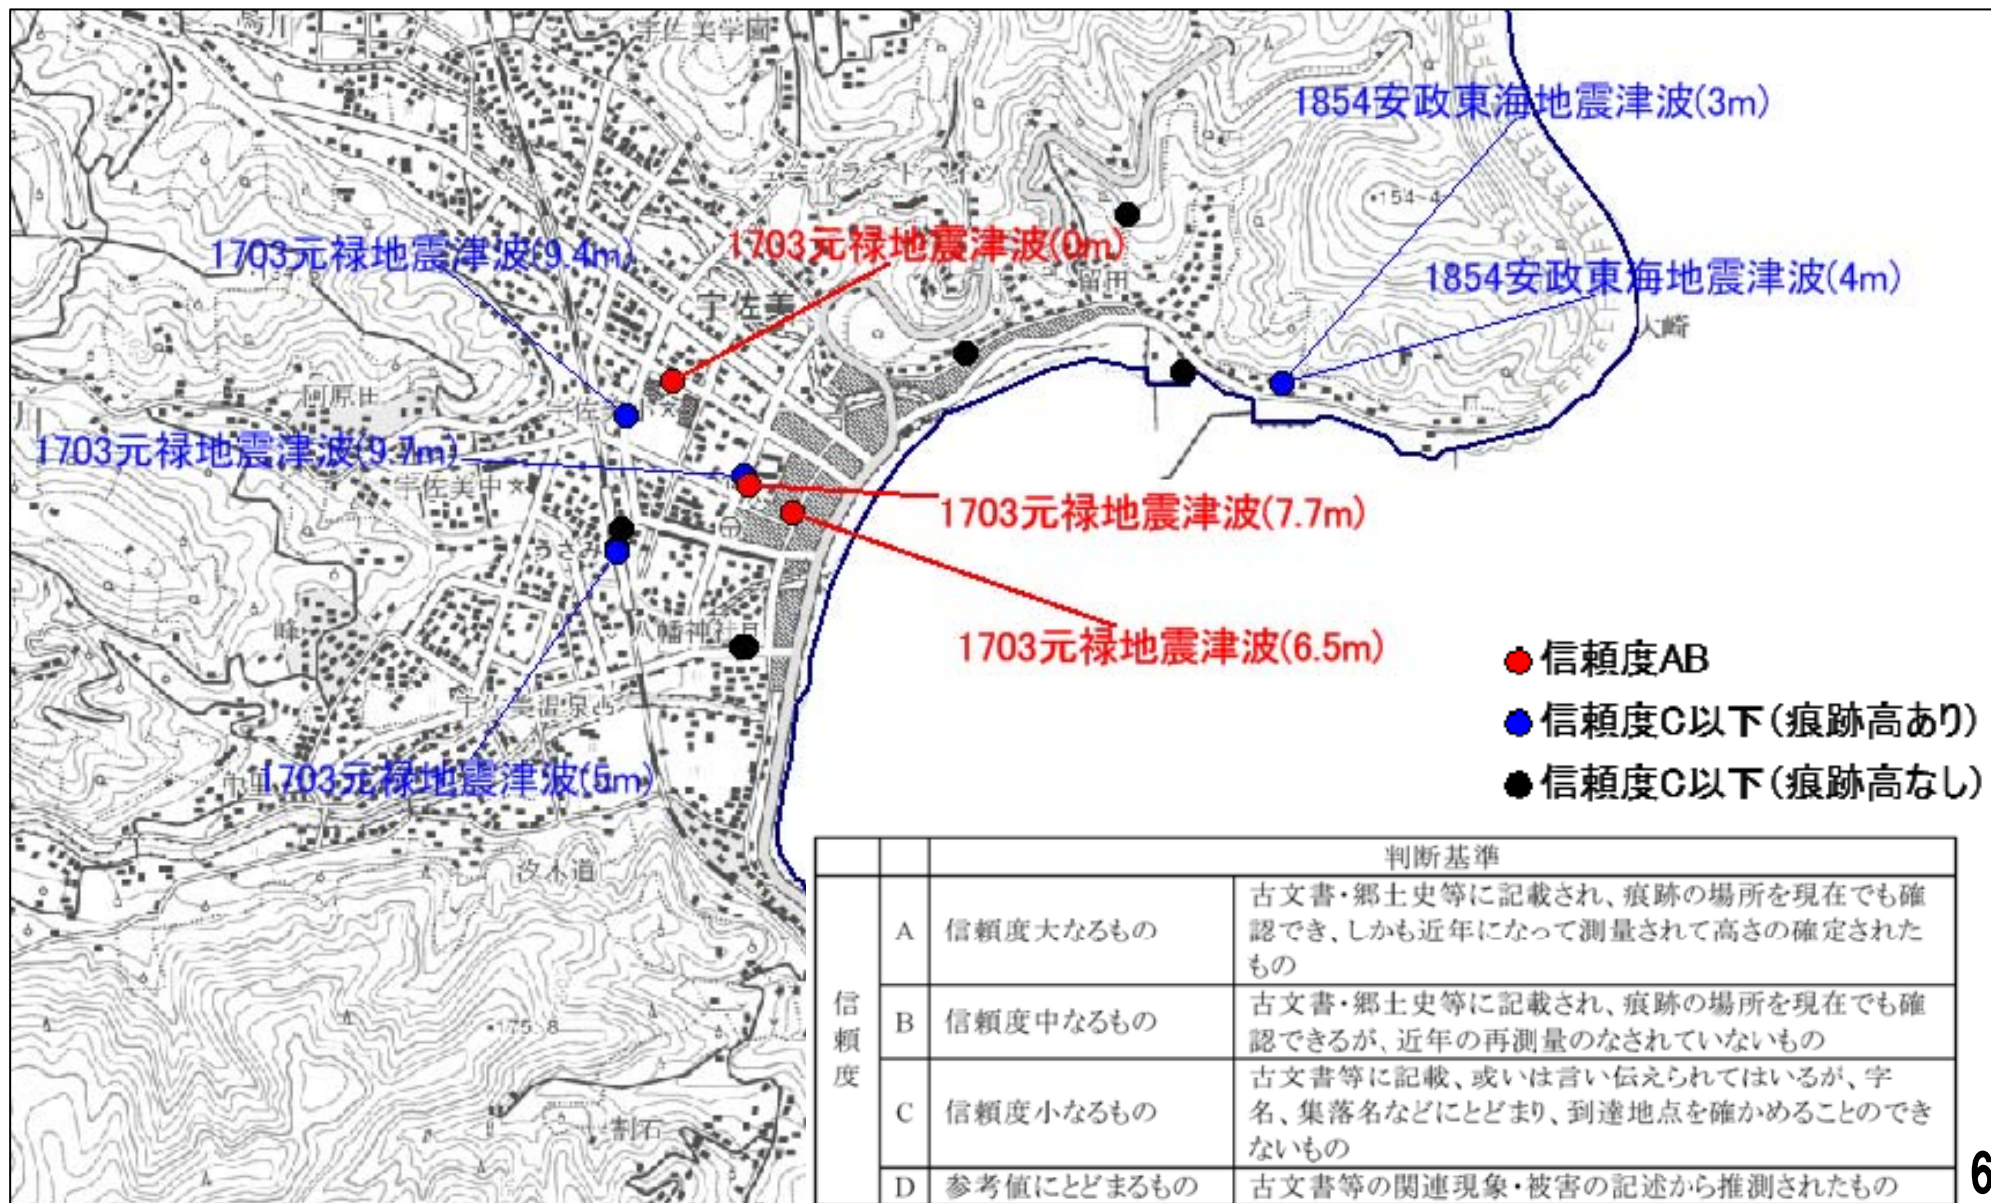 宇佐美学園
1854安政東海地震津波(3m)
・154-4
1703元禄地震津波(9.4m)
1703元禄地震津波(0m)
留田
1854安政東海地震津波(4m)
宇佐美
大崎
阿原田
1703元禄地震津波(9.7m)
宇佐美中
1703元禄地震津波(7.7m)
うさみ
八幡神社
峰
1703元禄地震津波(6.5m)
信頼度AB
宇佐美温泉
信頼度C以下(痕跡高あり)
1703元禄地震津波(5m)
信頼度C以下(痕跡高なし)
汐木道
・175-8
割石
判断基準
信頼度
A 信頼度大なるもの 古文書・郷土史等に記載され、痕跡の場所を現在でも確
認でき、しかも近年になって測量されて高さの確定された
もの
B 信頼度中なるもの 古文書・郷土史等に記載され、痕跡の場所を現在でも確
認できるが、近年の再測量のなされていないもの
C 信頼度小なるもの 古文書等に記載、或いは言い伝えられてはいるが、字
名、集落名などにとどまり、到達地点を確かめることのでき
ないもの
D 参考値にとどまるもの 古文書等の関連現象・被害の記述から推測されたもの
6